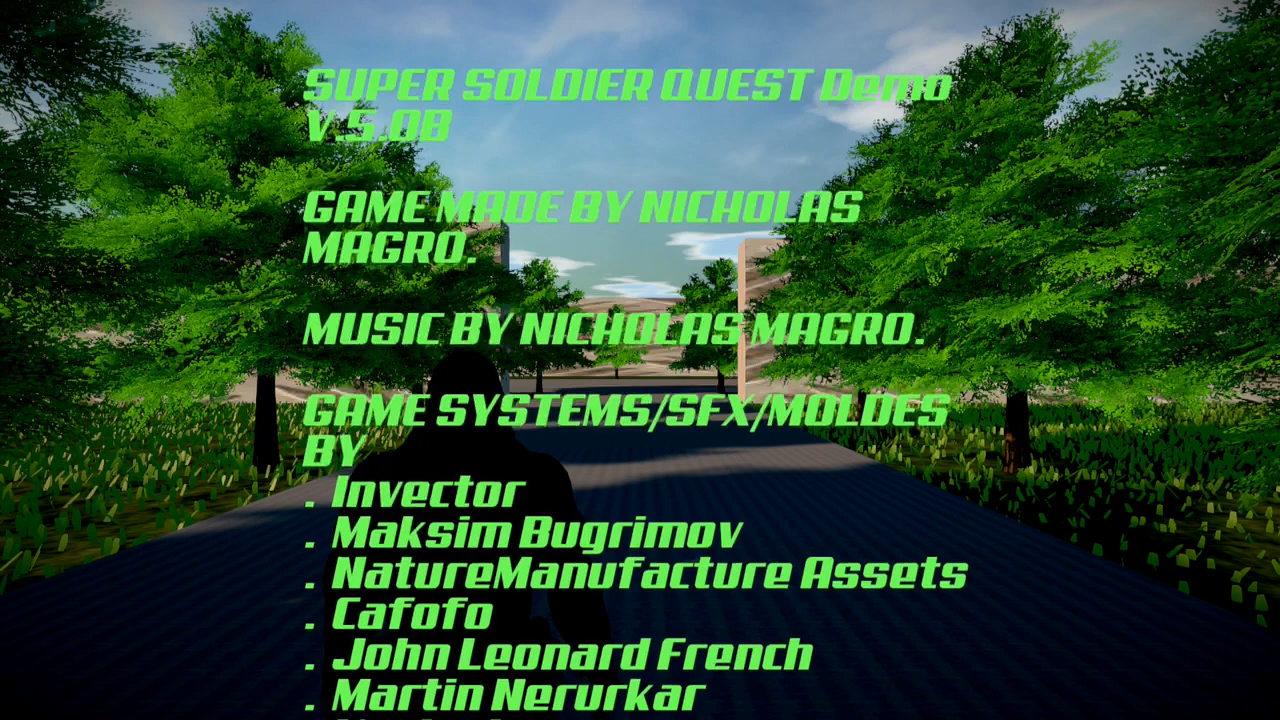 SUPER SOLDIER QUEST Demo
V.5.0B
GAME MADE BY NICHOLAS
MAGRO.
MUSIC BY NICHOLAS MAGRO.
GAME SYSTEMS/SFX/MOLDES
BY
. Invector
. Maksim Bugrimov
. NatureManufacture Assets
. Cafofo
. John Leonard French
. Martin Nerurkar